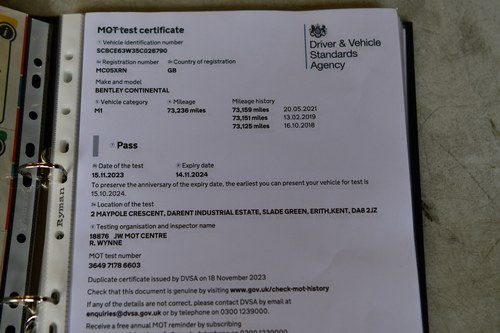 MOT test certificate
Vehicle identification number
SCBCE63W35C028790
Registration number Country of registration
MC05XRN GB
Make and model
BENTLEY CONTINENTAL
Vehicle category Mileage Mileage history
M1 73,236 miles 73,159 miles 20.05.2021
73,151 miles 13.02.2019
73,125 miles 16.10.2018
Driver & Vehicle
Standards
Agency
Pass
Date of the test Expiry date
15.11.2023 14.11.2024
To preserve the anniversary of the expiry date, the earliest you can present your vehicle for test is
15.10.2024.
Location of the test
2 MAYPOLE CRESCENT, DARENT INDUSTRIAL ESTATE, SLADE GREEN, ERITH,KENT, DA8 2JZ
Testing organisation and inspector name
18876 JW MOT CENTRE
R. WYNNE
MOT test number
3649 7178 6603
Duplicate certificate issued by DVSA on 18 November 2023
Check that this document is genuine by visiting www.gov.uk/check-mot-history
If any of the details are not correct, please contact DVSA by email at
enquiries@dvsa.gov.uk or by telephone on 0300 1239000.
Receive a free annual MOT reminder by subscribing
Ryman